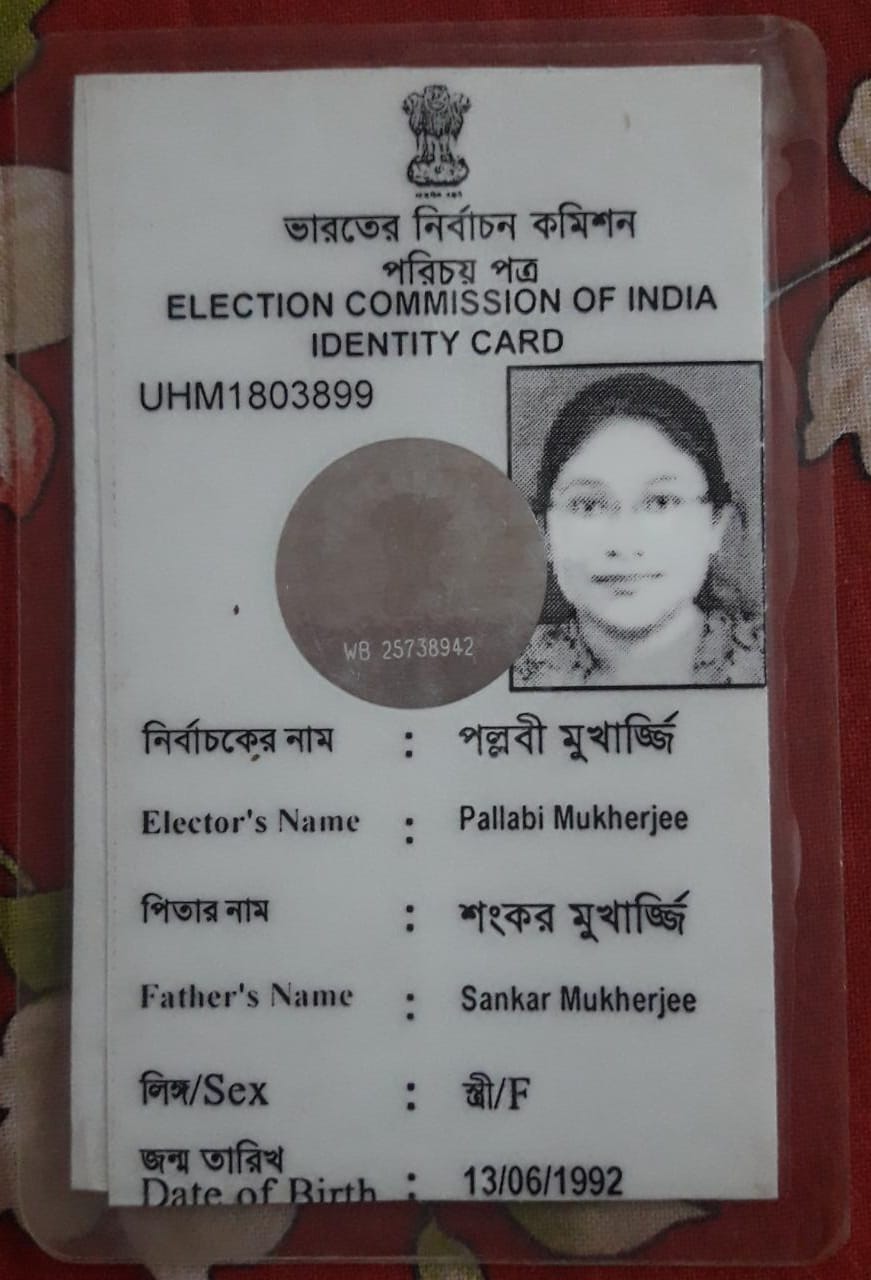 ভারতের নির্বাচন কমিশন
পরিচয় পত্র
ELECTION COMMISSION OF INDIA
IDENTITY CARD
UHM1803899
WB 25738942
নির্বাচকের নাম : পল্লবী মুখার্জ্জি
Elector's Name : Pallabi Mukherjee
পিতার নাম : শংকর মুখার্জ্জি
Father's Name : Sankar Mukherjee
লিঙ্গ/Sex : স্ত্রী/F
জন্ম তারিখ
Date of Birth : 13/06/1992